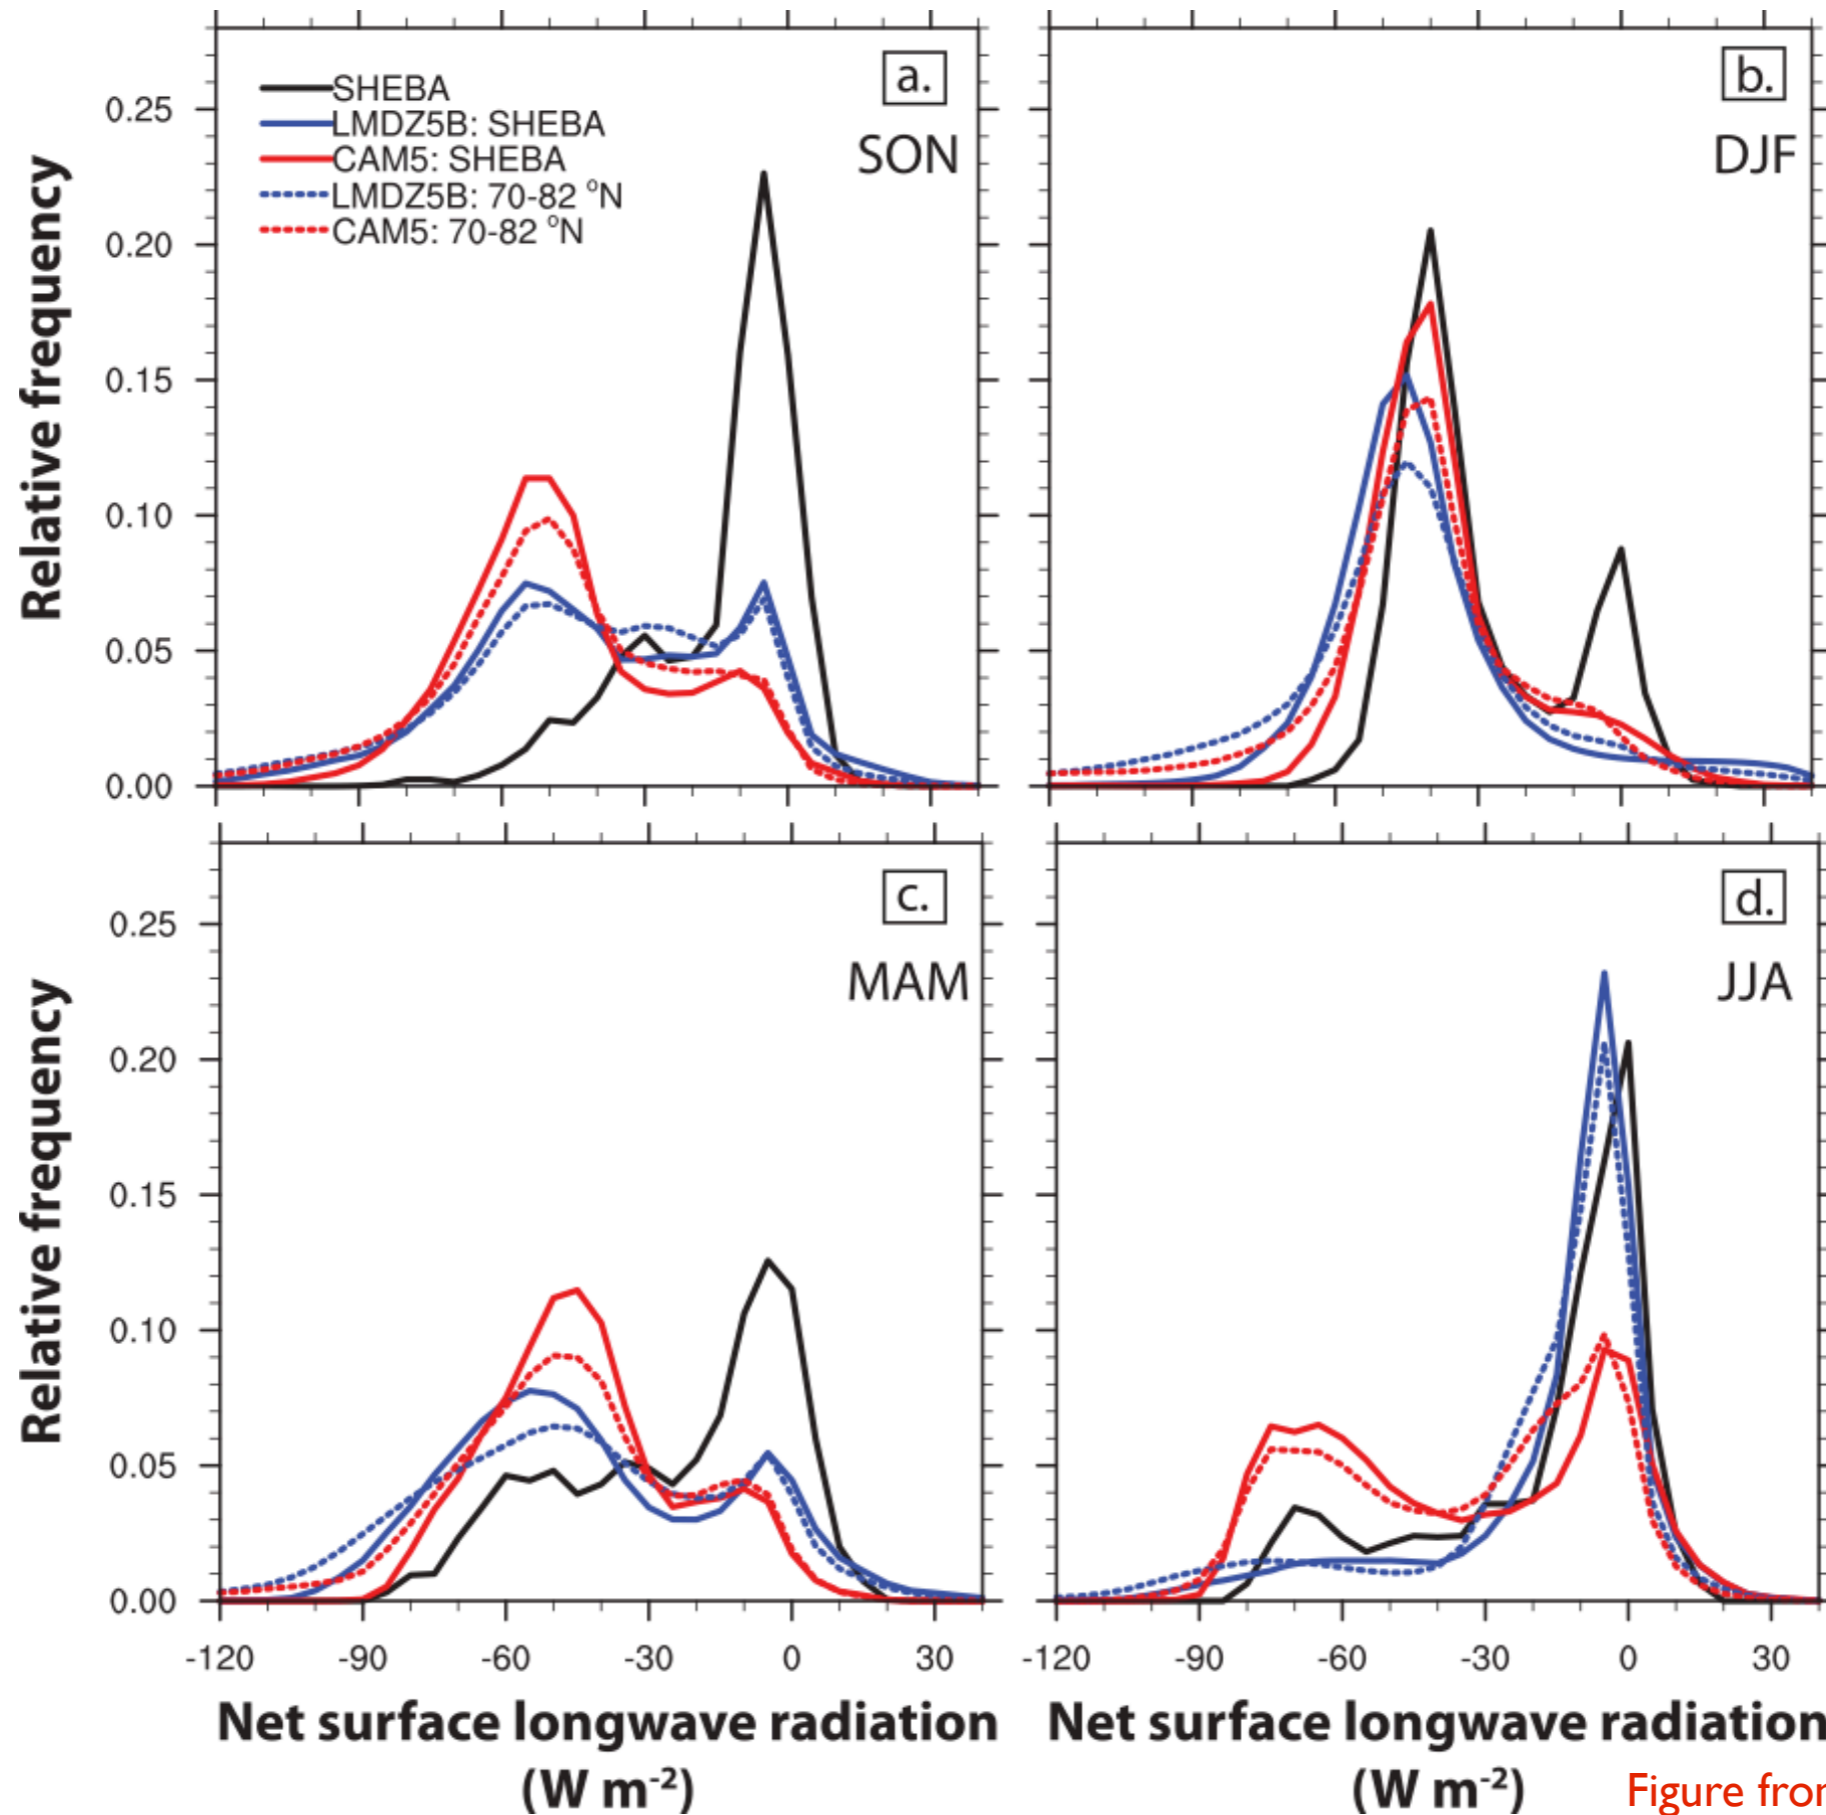 a.
SON
SHEBA
LMDZ5B: SHEBA
CAM5: SHEBA
LMDZ5B: 70-82 °N
CAM5: 70-82 °N
Relative frequency
0.25
0.20
0.15
0.10
0.05
0.00
b.
DJF
c.
MAM
Relative frequency
0.25
0.20
0.15
0.10
0.05
0.00
-120 -90 -60 -30 0 30
Net surface longwave radiation
(W m⁻²)
d.
JJA
-120 -90 -60 -30 0 30
Net surface longwave radiation
(W m⁻²)
Figure from